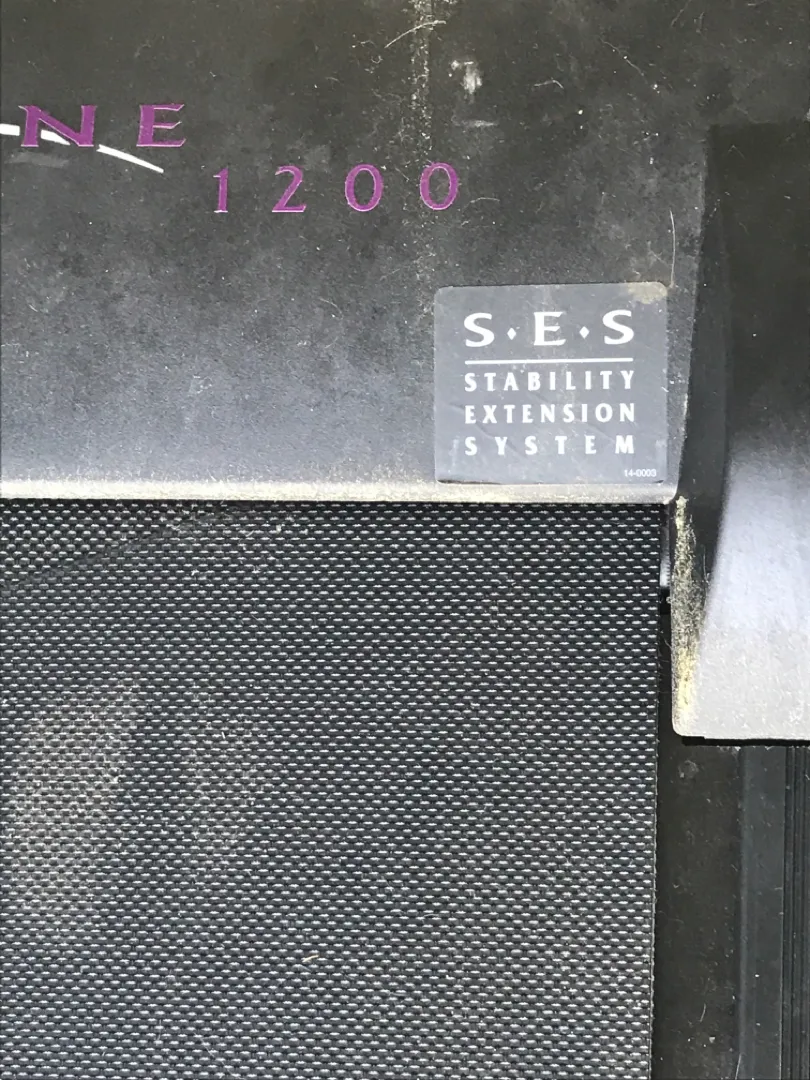 NE
1200
S·E·S
STABILITY
EXTENSION
SYSTEM
14-0003